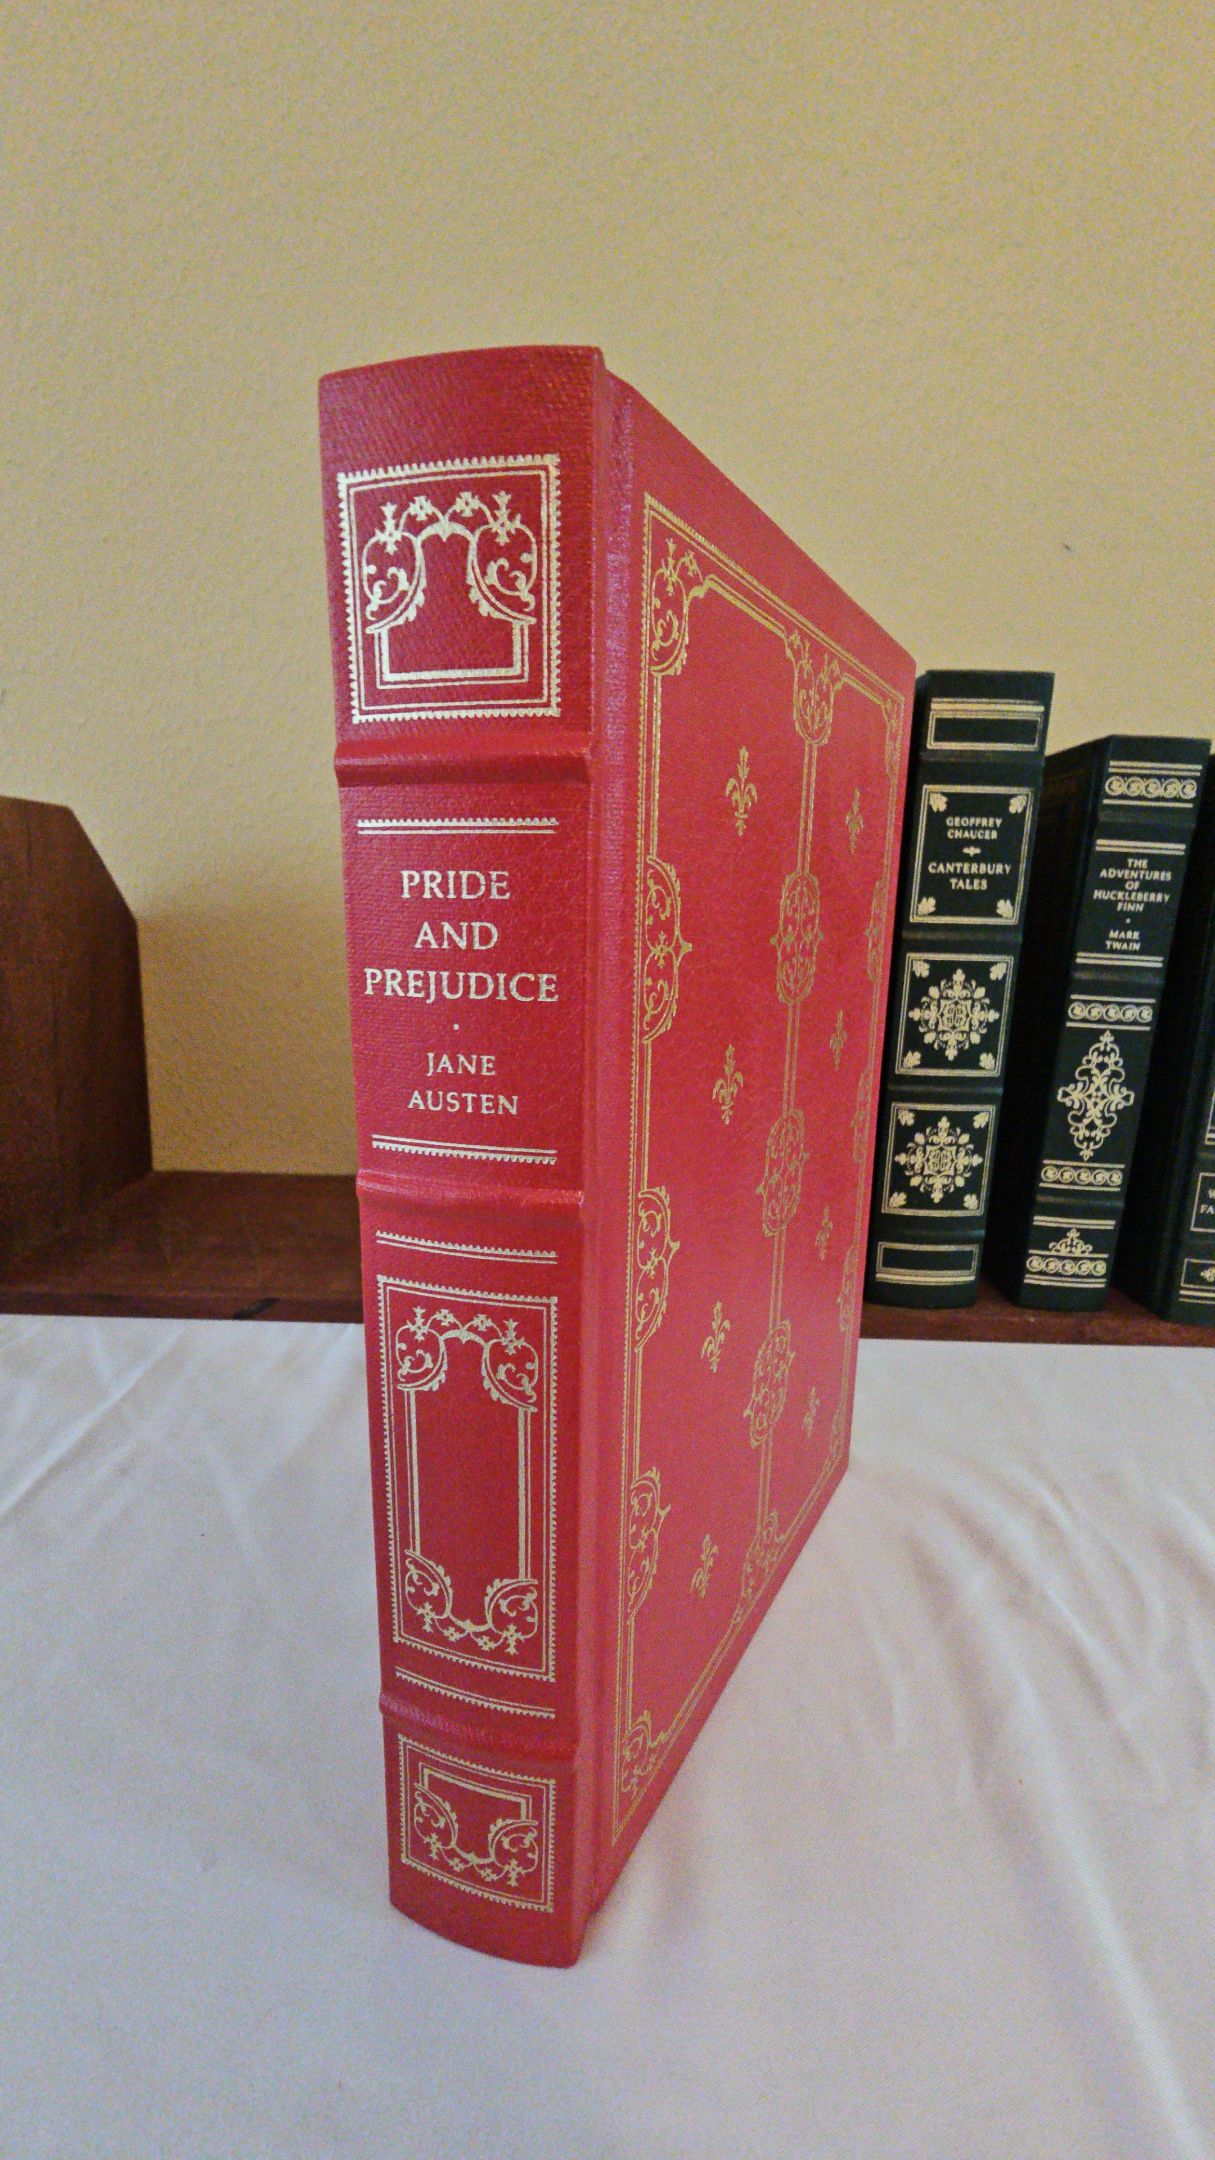 PRIDE
AND
PREJUDICE
·
JANE
AUSTEN
GEOFFREY
CHAUCER
CANTERBURY
TALES
THE
ADVENTURES
OF
HUCKLEBERRY
FINN
·
MARK
TWAIN